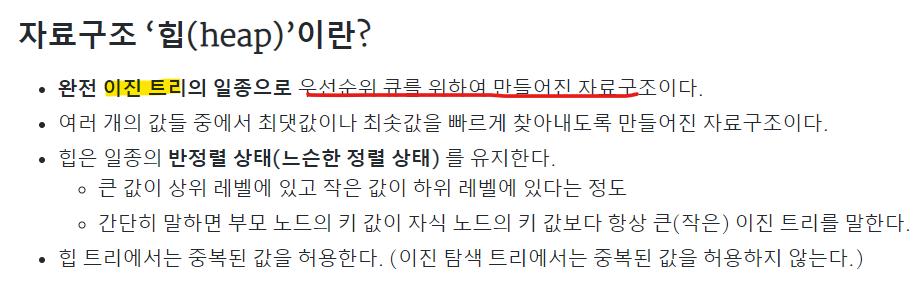 자료구조 ‘힙(heap)’이란?
완전 이진 트리의 일종으로 우선순위 큐를 위하여 만들어진 자료구조이다.
여러 개의 값들 중에서 최댓값이나 최솟값을 빠르게 찾아내도록 만들어진 자료구조이다.
힙은 일종의 반정렬 상태(느슨한 정렬 상태) 를 유지한다.
큰 값이 상위 레벨에 있고 작은 값이 하위 레벨에 있다는 정도
간단히 말하면 부모 노드의 키 값이 자식 노드의 키 값보다 항상 큰(작은) 이진 트리를 말한다.
힙 트리에서는 중복된 값을 허용한다. (이진 탐색 트리에서는 중복된 값을 허용하지 않는다.)